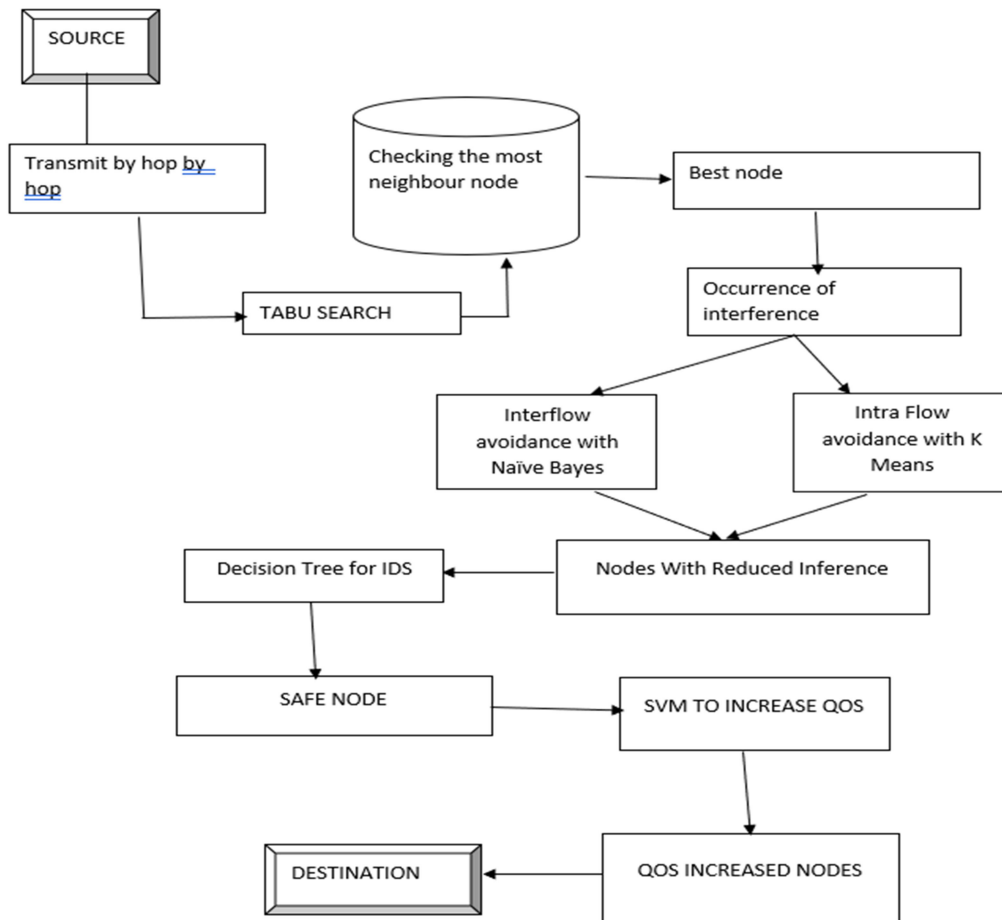 SOURCE
Transmit by hop by
hop
TABU SEARCH
Checking the most
neighbour node
Best node
Occurrence of
interference
Interflow
avoidance with
Naïve Bayes
Intra Flow
avoidance with K
Means
Nodes With Reduced Inference
Decision Tree for IDS
SAFE NODE
SVM TO INCREASE QOS
QOS INCREASED NODES
DESTINATION